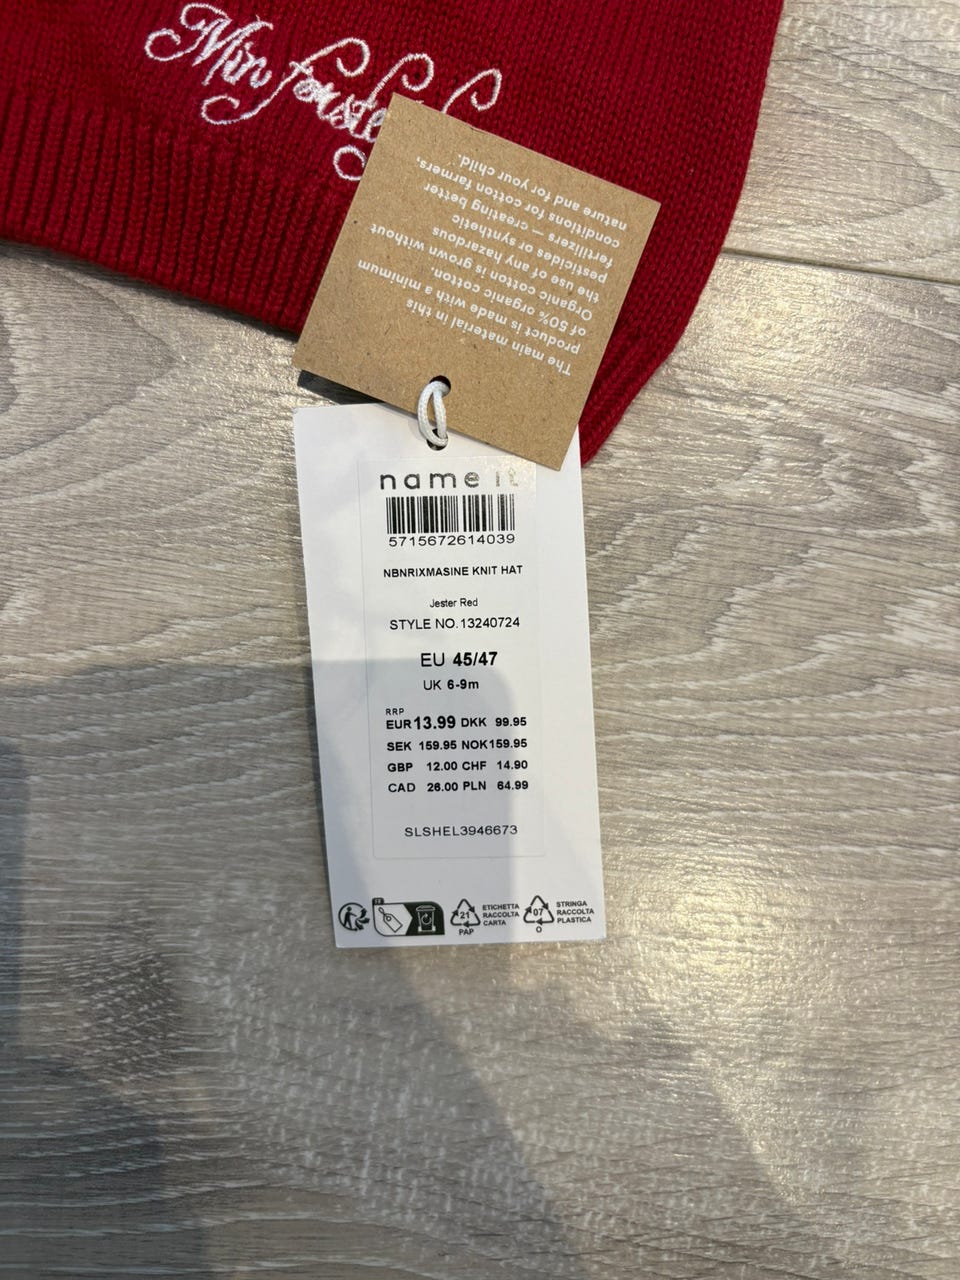 Min første
The main material in this
product is made with a minimum
of 50% organic cotton.
Organic cotton is grown without
the use of any hazardous
pesticides or synthetic
fertilizers — creating better
conditions for cotton farmers,
nature and for your child.
name it
5715672614039
NBNRIXMASINE KNIT HAT
Jester Red
STYLE NO.13240724
EU 45/47
UK 6-9m
RRP
EUR 13.99 DKK 99.95
SEK 159.95 NOK 159.95
GBP 12.00 CHF 14.90
CAD 26.00 PLN 64.99
SLSHEL3946673
21
PAP
ETICHETTA
RACCOLTA
CARTA
07
O
STRINGA
RACCOLTA
PLASTICA